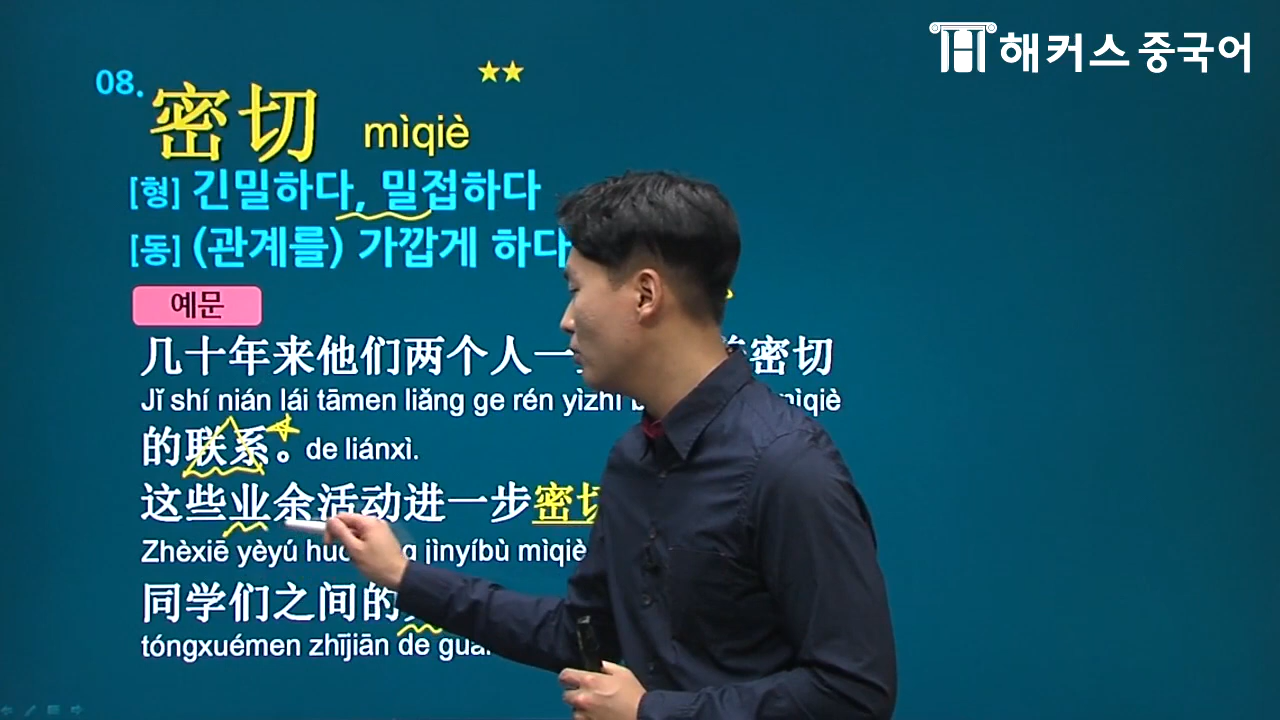 해커스 중국어
08.
密切 mìqiè
[형] 긴밀하다, 밀접하다
[동] (관계를) 가깝게 하다
예문
几十年来他们两个人一 密切
Jǐ shí nián lái tāmen liǎng ge rén yìzhí mìqiè
的联系。 de liánxì.
这些业余活动进一步密切
Zhèxiē yèyú jìnyíbù mìqiè
同学们之间的
tóngxuémen zhījiān de